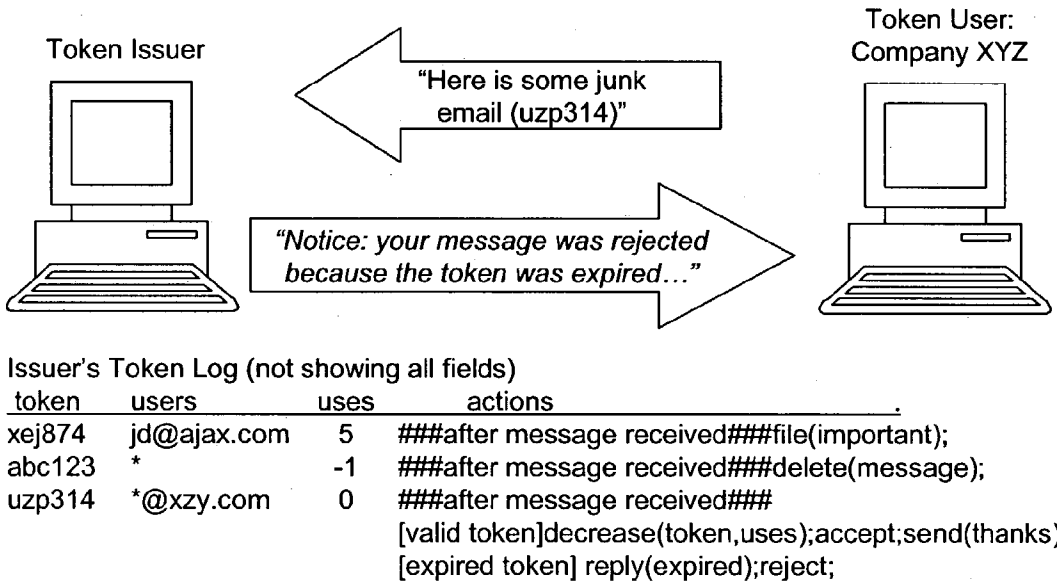 Token Issuer
Token User:
Company XYZ
“Here is some junk
email (uzp314)”
“Notice: your message was rejected
because the token was expired…”
Issuer’s Token Log (not showing all fields)
token users uses actions .
xej874 jd@ajax.com 5 ###after message received###file(important);
abc123 * -1 ###after message received###delete(message);
uzp314 *@xzy.com 0 ###after message received###
[valid token]decrease(token,uses);accept;send(thanks)
[expired token] reply(expired);reject;